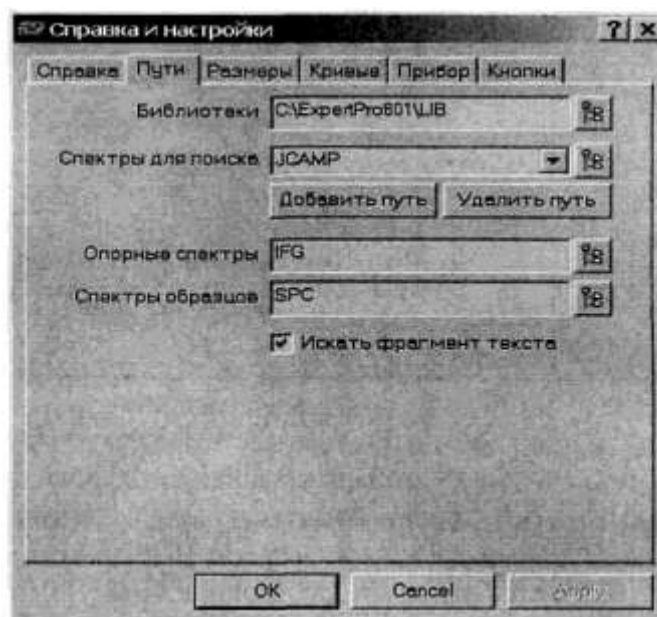 Справка и настройки
Справка Пути Размеры Кривые Прибор Кнопки
Библиотеки C:\ExpertPro601\LIB
Спектры для поиска JCAMP
Добавить путь Удалить путь
Опорные спектры IFG
Спектры образцов SPC
Искать фрагмент текста
OK Cancel Apply